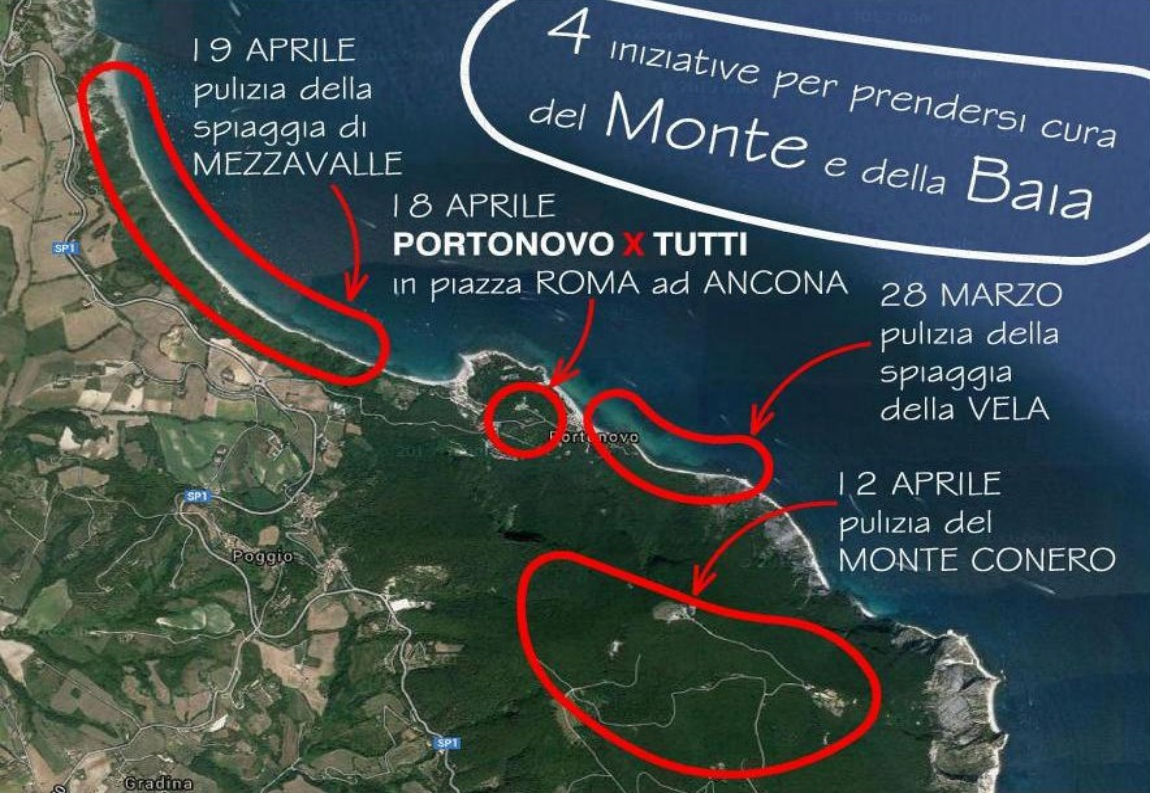 4 iniziative per prendersi cura
del Monte e della Baia
19 APRILE
pulizia della
spiaggia di
MEZZAVALLE
18 APRILE
PORTONOVO X TUTTI
in piazza ROMA ad ANCONA
28 MARZO
pulizia della
spiaggia
della VELA
12 APRILE
pulizia del
MONTE CONERO
SP1
Portonovo
SP1
Poggio
SP1
Gradina